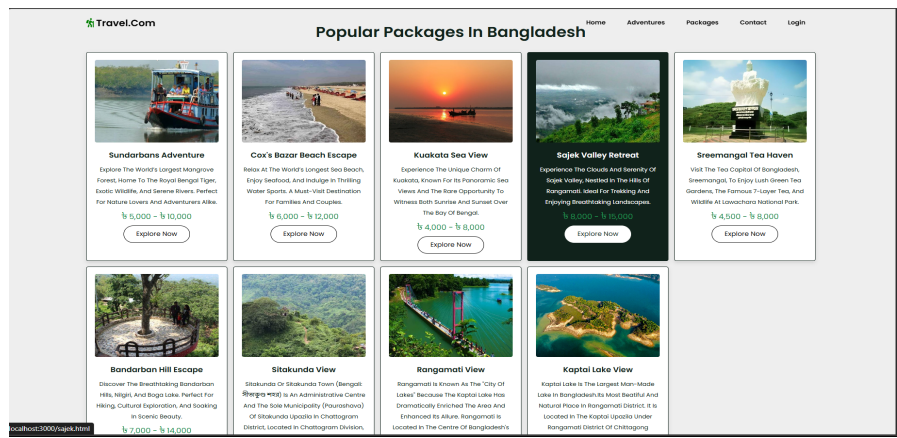 Travel.Com
Home Adventures Packages Contact Login
Popular Packages In Bangladesh
Sundarbans Adventure
Explore The World's Largest Mangrove
Forest, Home To The Royal Bengal Tiger,
Exotic Wildlife, And Serene Rivers. Perfect
For Nature Lovers And Adventurers Alike.
৳ 5,000 - ৳ 10,000
Explore Now
Cox's Bazar Beach Escape
Relax At The World's Longest Sea Beach,
Enjoy Seafood, And Indulge In Thrilling
Water Sports. A Must-Visit Destination
For Families And Couples.
৳ 6,000 - ৳ 12,000
Explore Now
Kuakata Sea View
Experience The Unique Charm Of
Kuakata, Known For Its Panoramic Sea
Views And The Rare Opportunity To
Witness Both Sunrise And Sunset Over
The Bay Of Bengal.
৳ 4,000 - ৳ 8,000
Explore Now
Sajek Valley Retreat
Experience The Clouds And Serenity Of
Sajek Valley, Nestled In The Hills Of
Rangamati. Ideal For Trekking And
Enjoying Breathtaking Landscapes.
৳ 8,000 - ৳ 15,000
Explore Now
Sreemangal Tea Haven
Visit The Tea Capital Of Bangladesh,
Sreemangal, To Enjoy Lush Green Tea
Gardens, The Famous 7-Layer Tea, And
Wildlife At Lawachara National Park.
৳ 4,500 - ৳ 8,000
Explore Now
Bandarban Hill Escape
Discover The Breathtaking Bandarban
Hills, Nilgiri, And Boga Lake. Perfect For
Hiking, Cultural Exploration, And Soaking
In Scenic Beauty.
৳ 7,000 - ৳ 14,000
Sitakunda View
Sitakunda Or Sitakunda Town (Bengali:
সীতাকুণ্ড শহর) Is An Administrative Centre
And The Sole Municipality (Paurashava)
Of Sitakunda Upazila In Chattogram
District, Located In Chattogram Division,
Rangamati View
Rangamati Is Known As The "City Of
Lakes" Because The Kaptai Lake Has
Dramatically Enriched The Area And
Enhanced Its Allure. Rangamati Is
Located In The Centre Of Bangladesh's
Kaptai Lake View
Kaptai Lake Is The Largest Man-Made
Lake In Bangladesh.Its Most Beatiful And
Natural Place In Rangamati District. It Is
Located In The Kaptai Upazila Under
Rangamati District Of Chittagong
localhost:3000/sajek.html